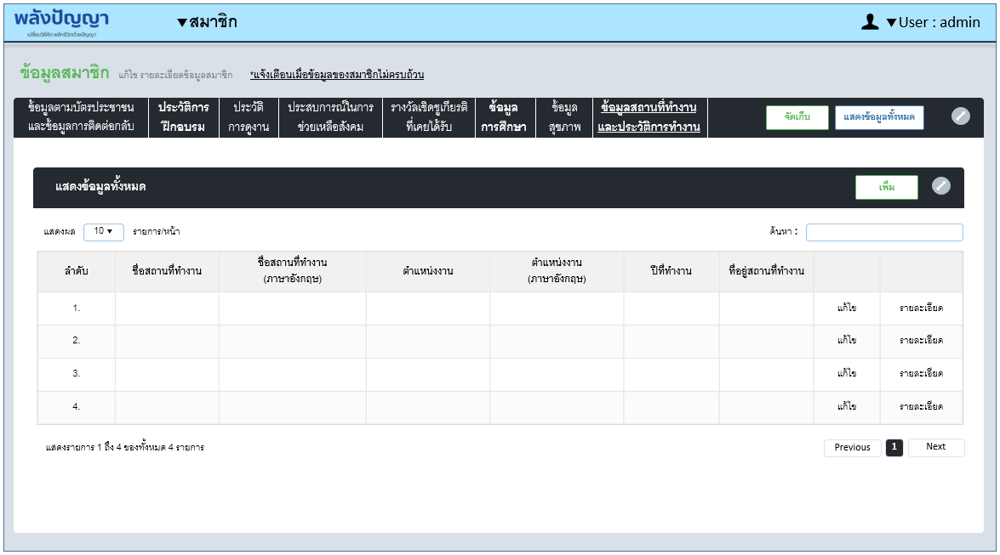 พลังปัญญา
เปลี่ยนวิธีคิด พลิกชีวิตด้วยปัญญา
▼สมาชิก
▼User : admin
ข้อมูลสมาชิก แก้ไข รายละเอียดข้อมูลสมาชิก *แจ้งเตือนเมื่อข้อมูลของสมาชิกไม่ครบถ้วน
ข้อมูลตามบัตรประชาชน
และข้อมูลการติดต่อกลับ
ประวัติการ
ฝึกอบรม
ประวัติ
การดูงาน
ประสบการณ์ในการ
ช่วยเหลือสังคม
รางวัลเชิดชูเกียรติ
ที่เคยได้รับ
ข้อมูล
การศึกษา
ข้อมูล
สุขภาพ
ข้อมูลสถานที่ทำงาน
และประวัติการทำงาน
จัดเก็บ
แสดงข้อมูลทั้งหมด
แสดงข้อมูลทั้งหมด
เพิ่ม
แสดงผล 10 ▼ รายการ/หน้า
ค้นหา :
ลำดับ
ชื่อสถานที่ทำงาน
ชื่อสถานที่ทำงาน
(ภาษาอังกฤษ)
ตำแหน่งงาน
ตำแหน่งงาน
(ภาษาอังกฤษ)
ปีที่ทำงาน
ที่อยู่สถานที่ทำงาน
1. แก้ไข รายละเอียด
2. แก้ไข รายละเอียด
3. แก้ไข รายละเอียด
4. แก้ไข รายละเอียด
แสดงรายการ 1 ถึง 4 ของทั้งหมด 4 รายการ
Previous 1 Next